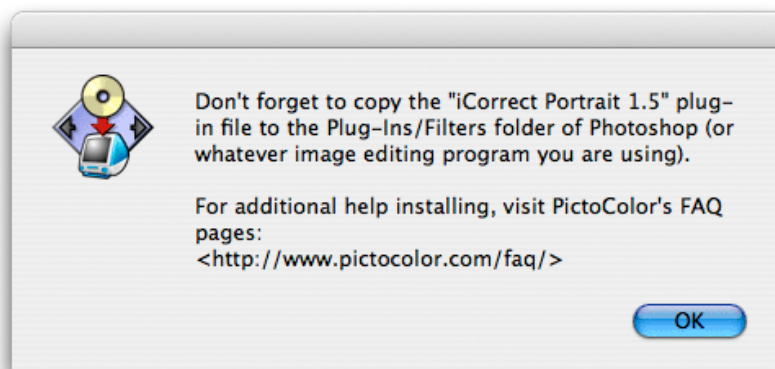 Don't forget to copy the "iCorrect Portrait 1.5" plug-
in file to the Plug-Ins/Filters folder of Photoshop (or
whatever image editing program you are using).
For additional help installing, visit PictoColor's FAQ
pages:
<http://www.pictocolor.com/faq/>
OK